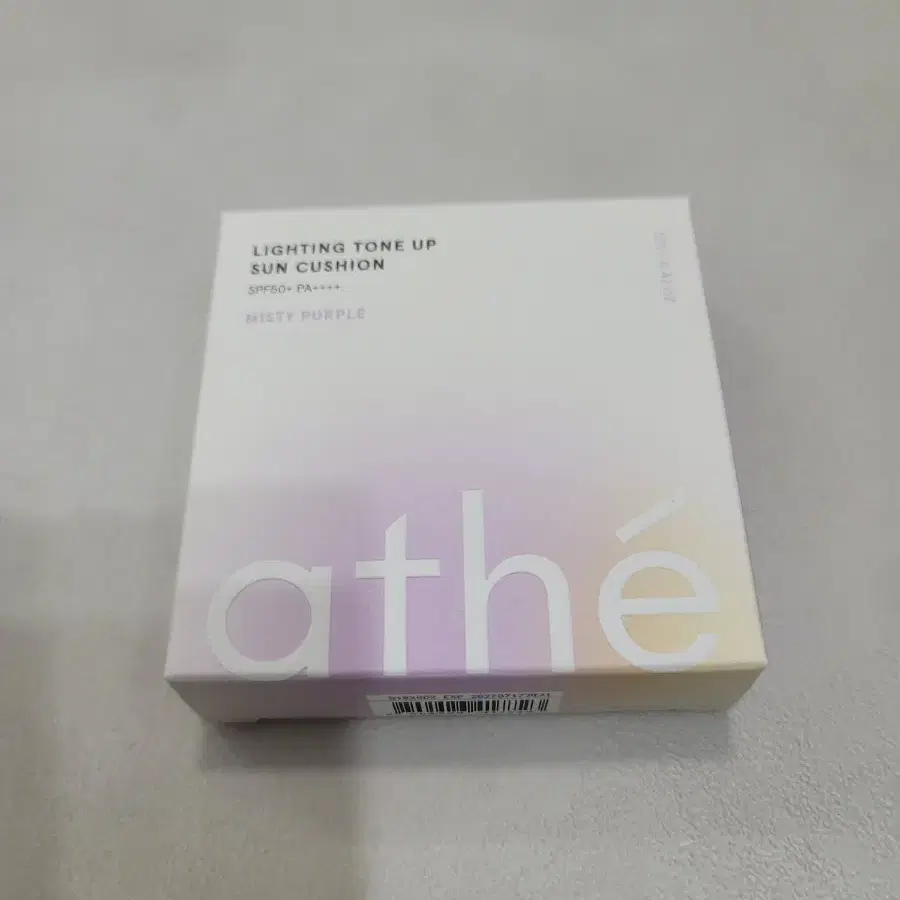 LIGHTING TONE UP
SUN CUSHION
SPF50+ PA++++
MISTY PURPLE
athé